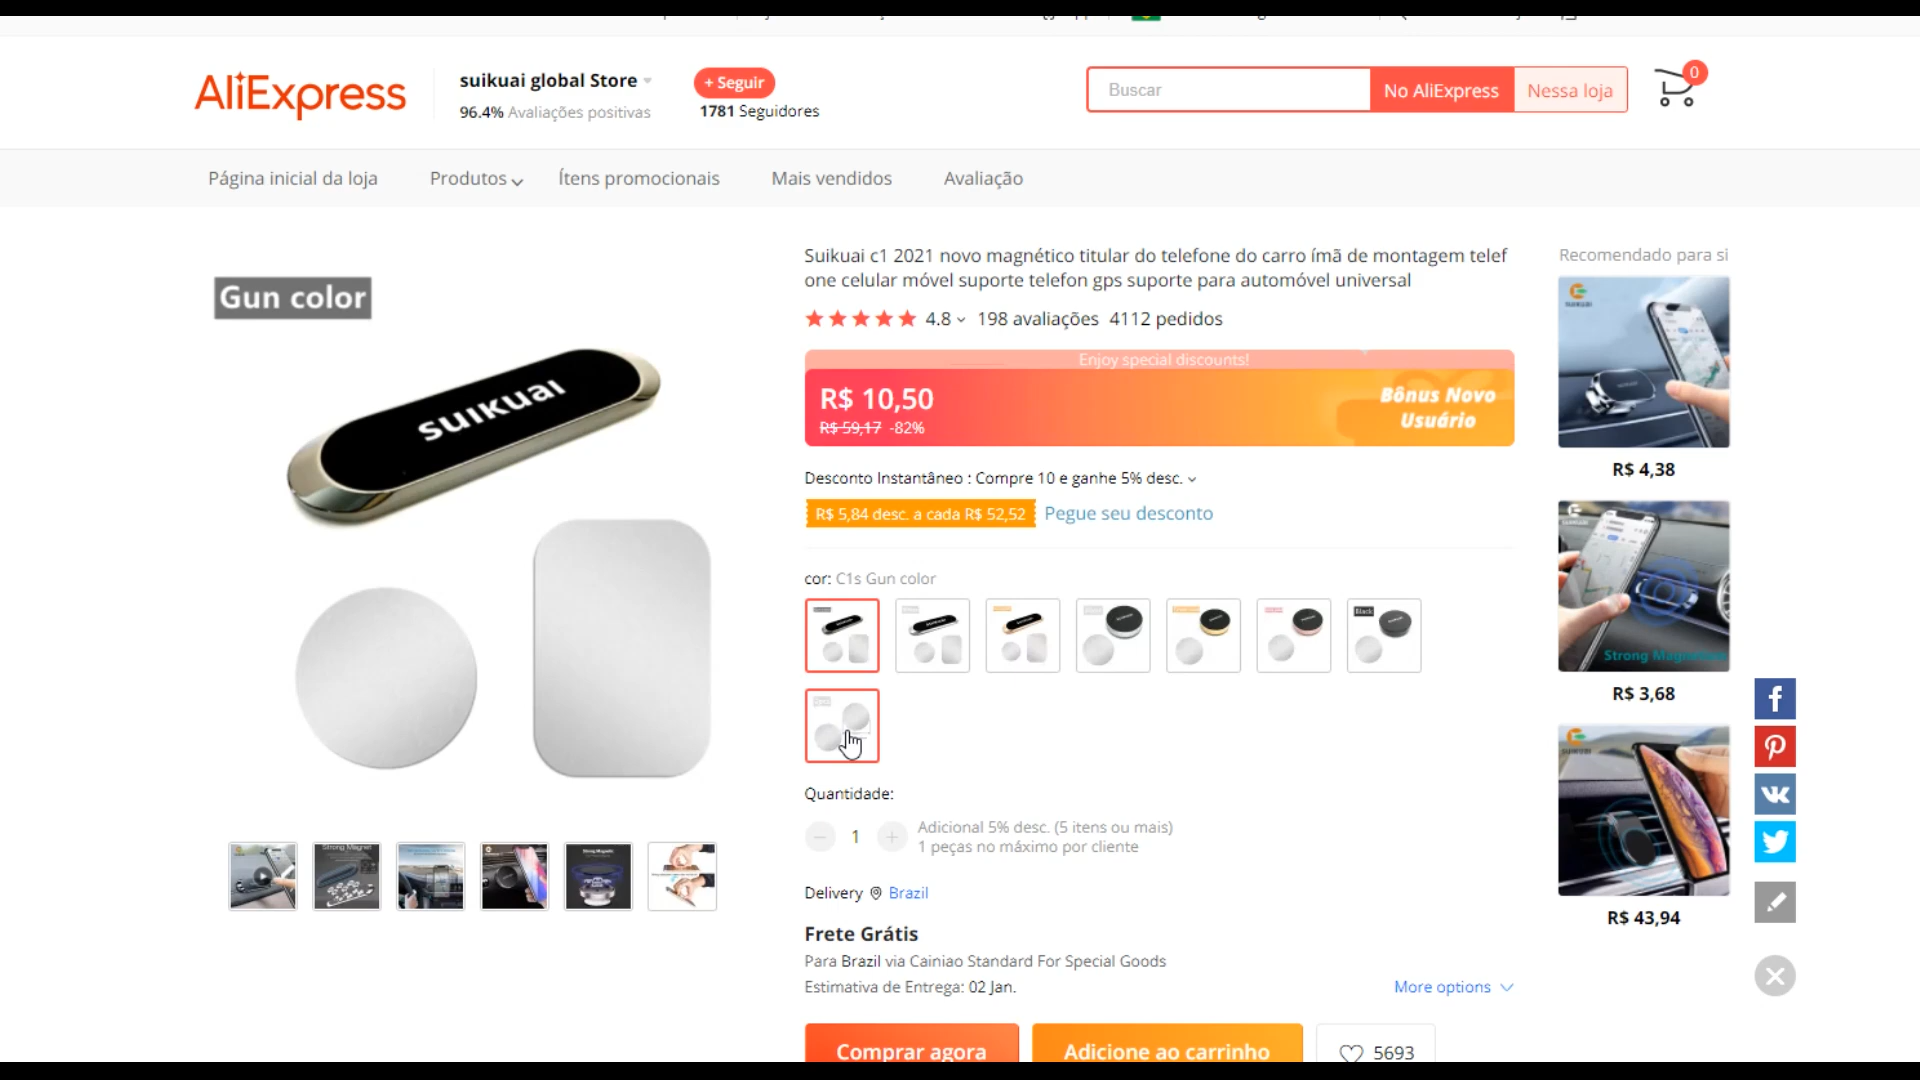 AliExpress
suikuai global Store
96.4% Avaliações positivas
+ Seguir
1781 Seguidores
Buscar
No AliExpress
Nessa loja
0
Página inicial da loja
Produtos
Ítens promocionais
Mais vendidos
Avaliação
Gun color
suikuai
Suikuai c1 2021 novo magnético titular do telefone do carro ímã de montagem telef
one celular móvel suporte telefon gps suporte para automóvel universal
4.8 198 avaliações 4112 pedidos
Enjoy special discounts!
R$ 10,50
R$ 59,17 -82%
Bônus Novo
Usuário
Desconto Instantâneo : Compre 10 e ganhe 5% desc.
R$ 5,84 desc. a cada R$ 52,52 Pegue seu desconto
cor: C1s Gun color
Black
Quantidade:
1
Adicional 5% desc. (5 itens ou mais)
1 peças no máximo por cliente
Delivery Brazil
Frete Grátis
Para Brazil via Cainiao Standard For Special Goods
Estimativa de Entrega: 02 Jan.
More options
Comprar agora
Adicione ao carrinho
5693
Recomendado para si
R$ 4,38
Strong
R$ 3,68
R$ 43,94
Strong Magnet